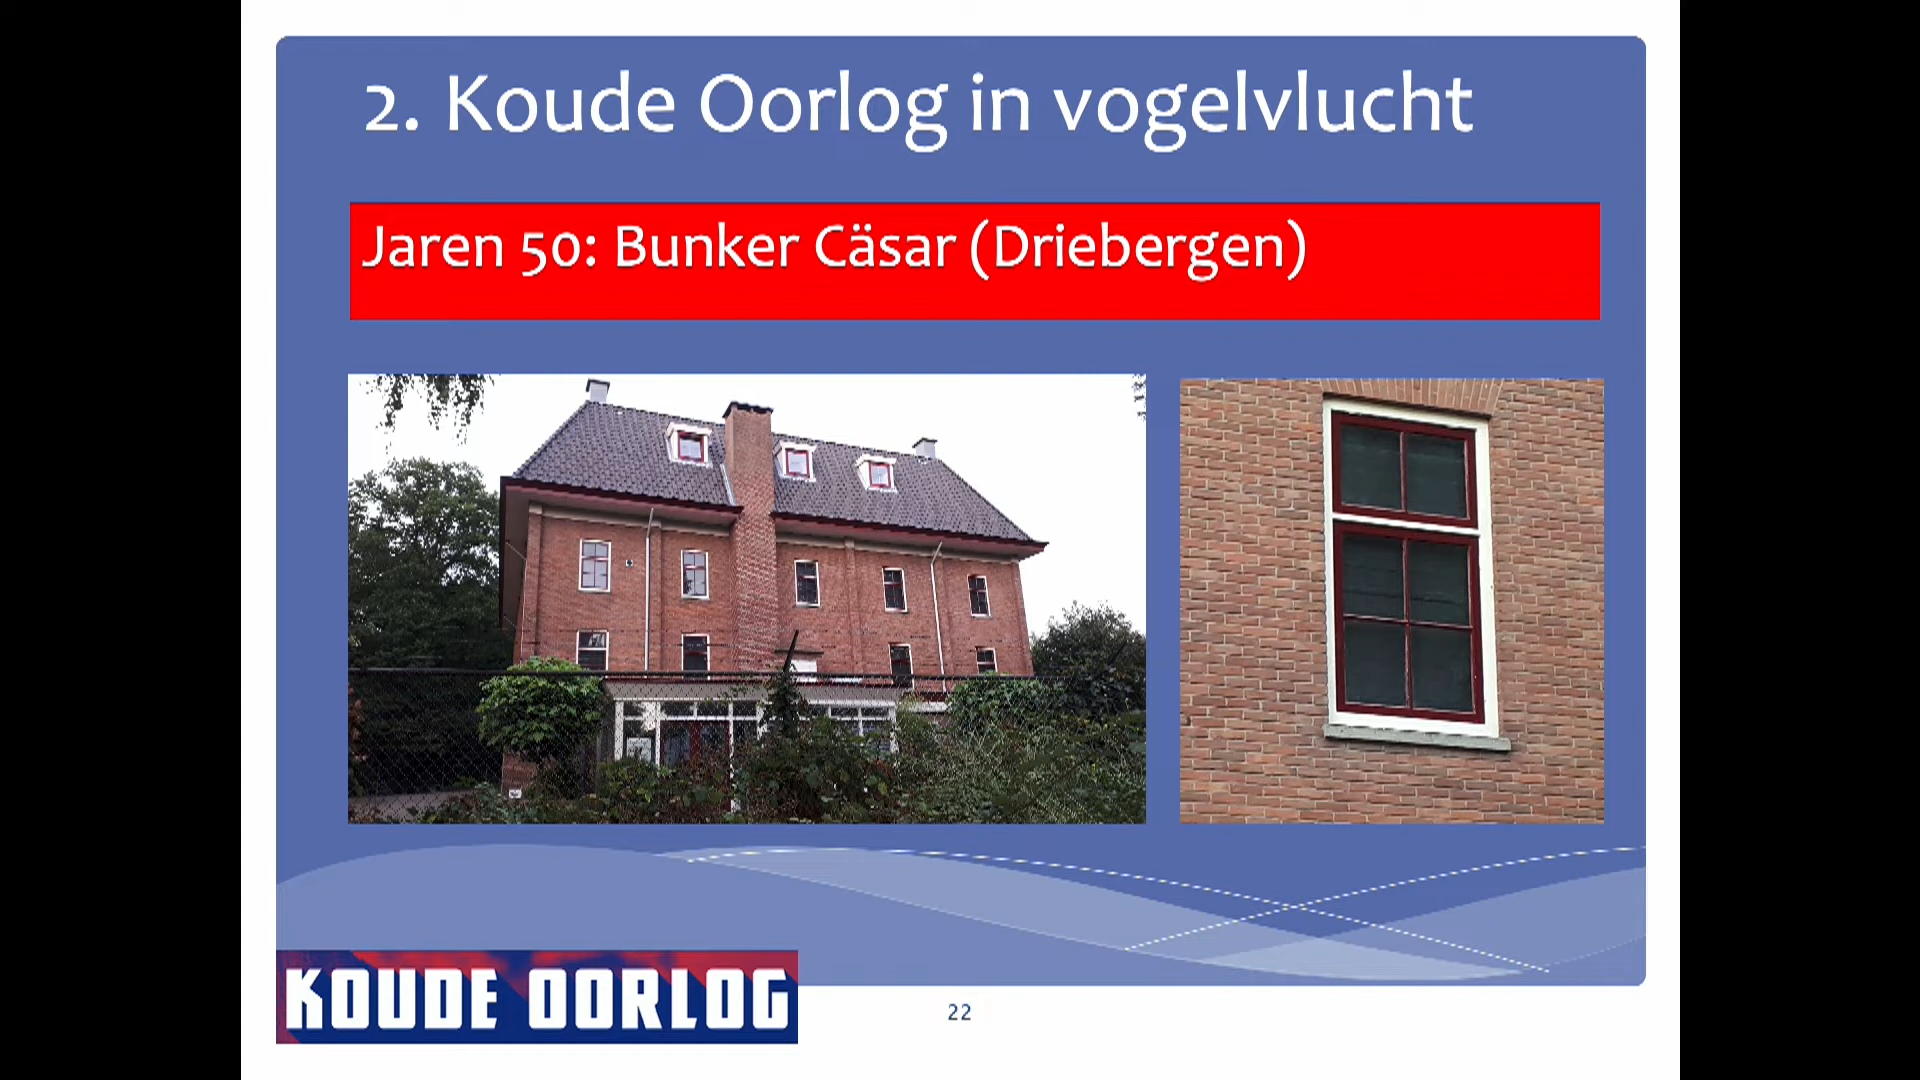 2. Koude Oorlog in vogelvlucht
Jaren 50: Bunker Cäsar (Driebergen)
KOUDE OORLOG
22